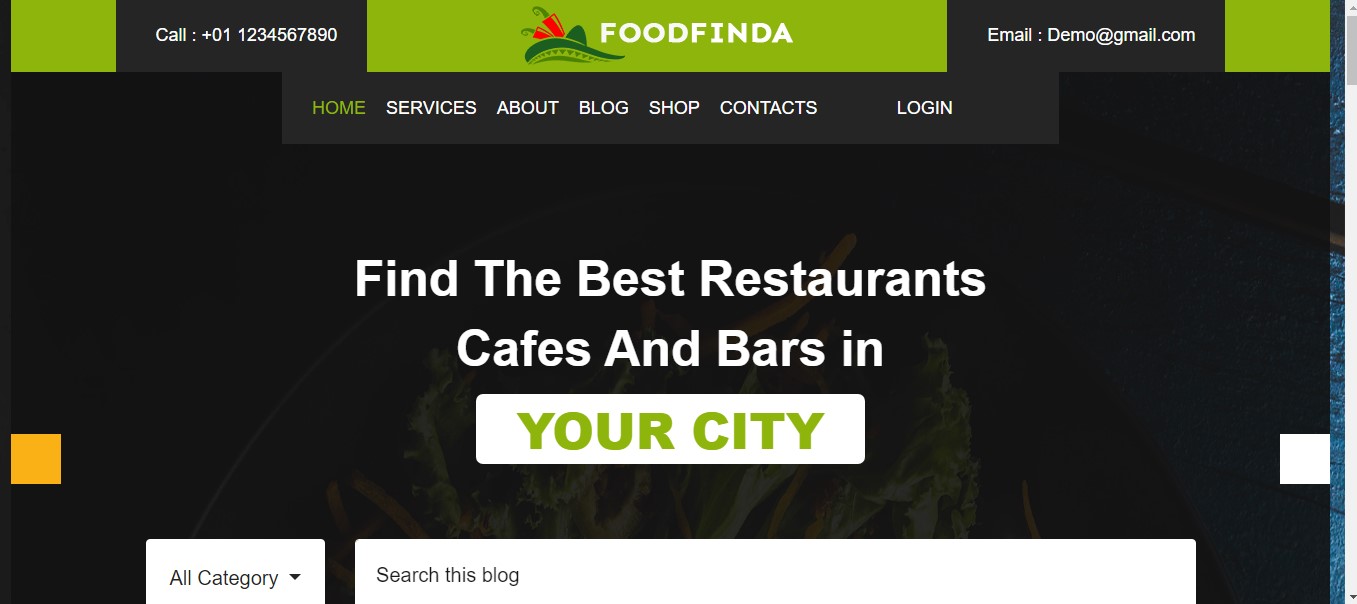 Call : +01 1234567890
FOODFINDA
Email : Demo@gmail.com
HOME SERVICES ABOUT BLOG SHOP CONTACTS LOGIN
Find The Best Restaurants
Cafes And Bars in
YOUR CITY
All Category
Search this blog